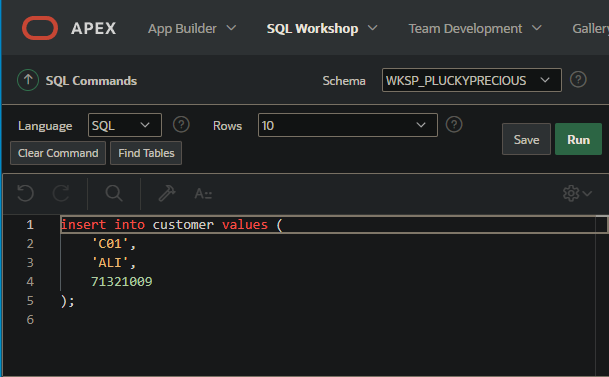 APEX App Builder SQL Workshop Team Development Gallery
SQL Commands Schema WKSP_PLUCKYPRECIOUS ?
Language SQL ? Rows 10 ? Save Run
Clear Command Find Tables
A::
1 insert into customer values (
2 'C01',
3 'ALI',
4 71321009
5 );
6